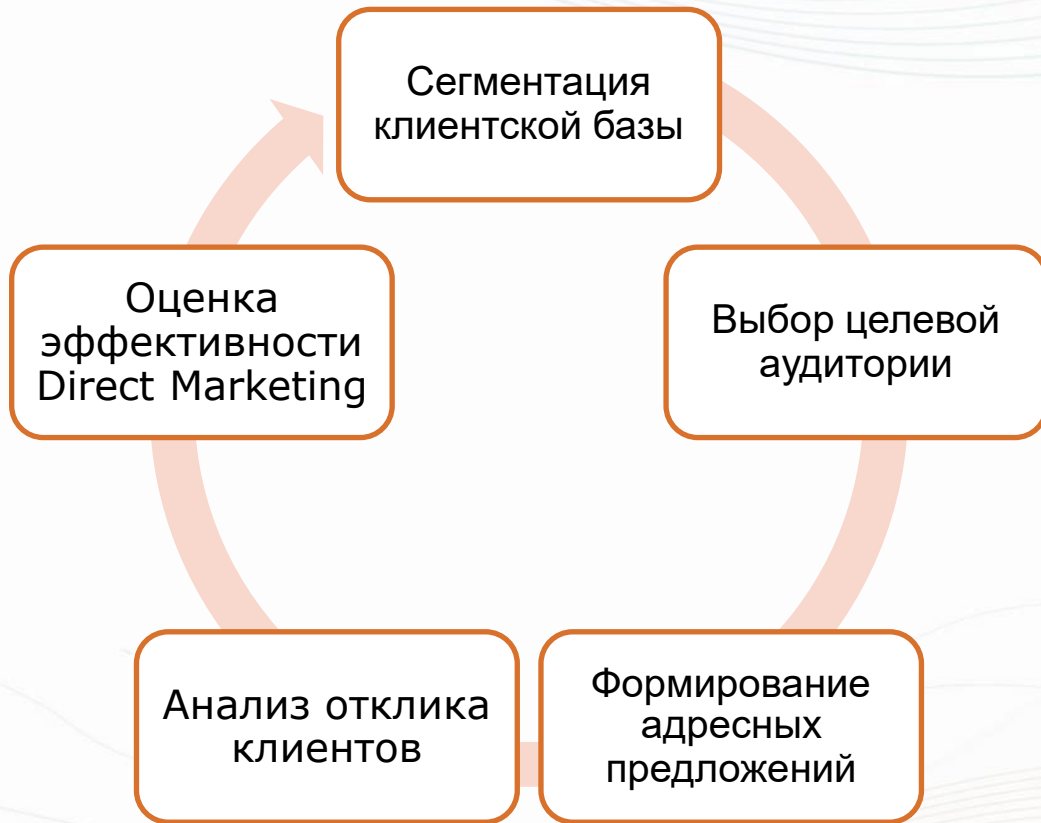 Сегментация
клиентской базы
Выбор целевой
аудитории
Формирование
адресных
предложений
Анализ отклика
клиентов
Оценка
эффективности
Direct Marketing